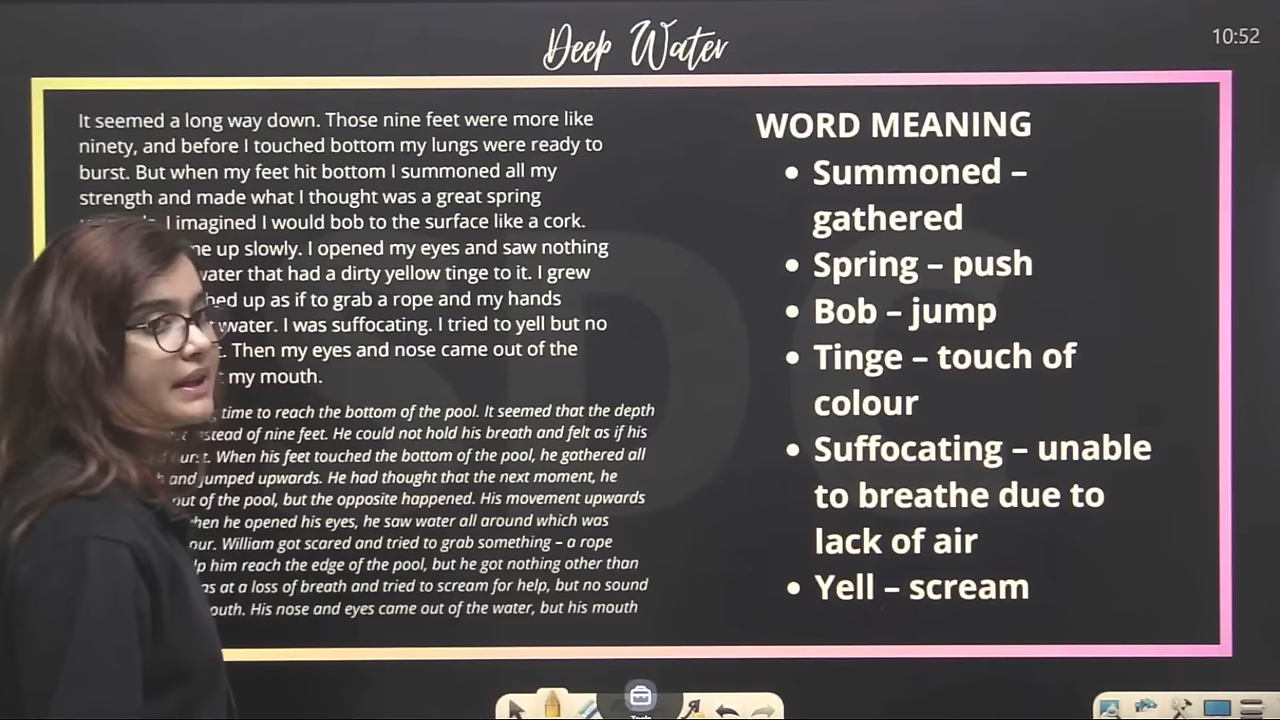 Deep Water
10:52
It seemed a long way down. Those nine feet were more like
ninety, and before I touched bottom my lungs were ready to
burst. But when my feet hit bottom I summoned all my
strength and made what I thought was a great spring
I imagined I would bob to the surface like a cork.
up slowly. I opened my eyes and saw nothing
water that had a dirty yellow tinge to it. I grew
up as if to grab a rope and my hands
water. I was suffocating. I tried to yell but no
Then my eyes and nose came out of the
my mouth.
time to reach the bottom of the pool. It seemed that the depth
instead of nine feet. He could not hold his breath and felt as if his
When his feet touched the bottom of the pool, he gathered all
and jumped upwards. He had thought that the next moment, he
out of the pool, but the opposite happened. His movement upwards
when he opened his eyes, he saw water all around which was
William got scared and tried to grab something – a rope
him reach the edge of the pool, but he got nothing other than
at a loss of breath and tried to scream for help, but no sound
His nose and eyes came out of the water, but his mouth
WORD MEANING
• Summoned –
gathered
• Spring – push
• Bob – jump
• Tinge – touch of
colour
• Suffocating – unable
to breathe due to
lack of air
• Yell – scream